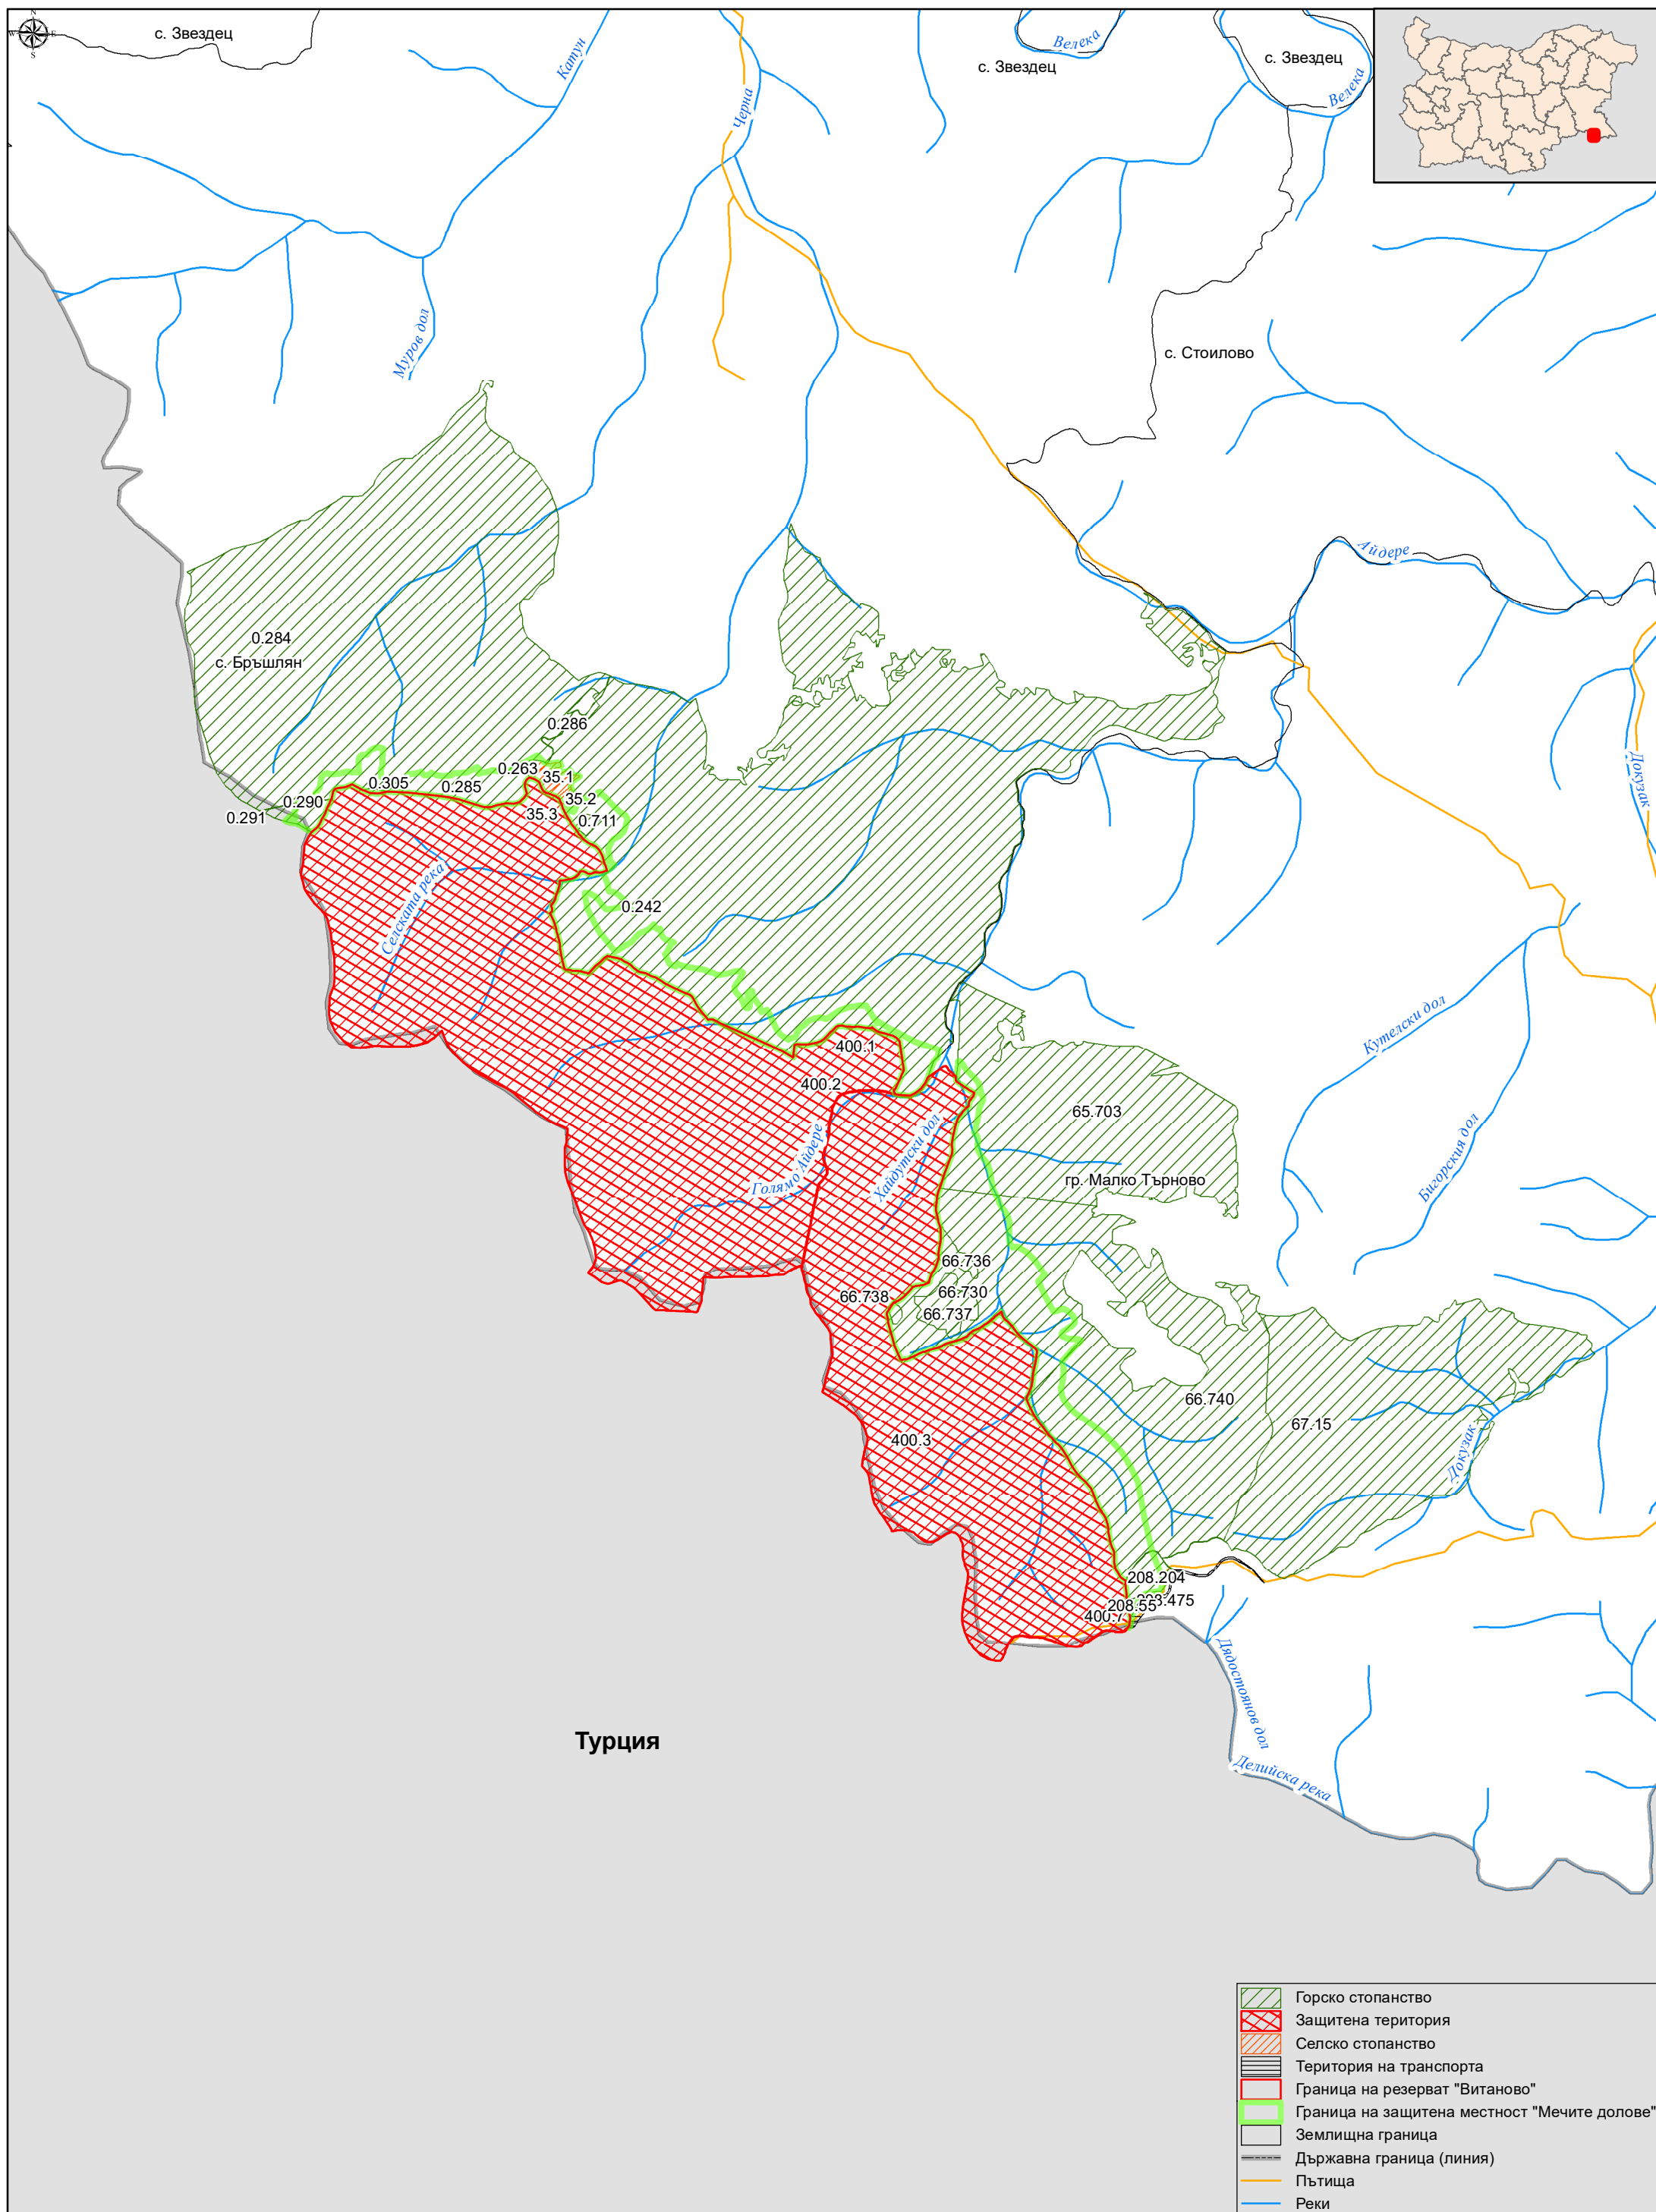 N
W E
S
с. Звездец
Катун
Черна
Велека
с. Звездец
с. Звездец
Велека
Муров дол
с. Стоилово
Айдере
0.284
с. Бръшлян
0.286
0.263
35.1
0.305
0.285
35.2
0.290
0.291
35.3
0.711
Докузак
Селската река
0.242
400.1
400.2
Кутелски дол
65.703
Голямо Айдере
Хайдутски дол
Бигорския дол
гр. Малко Търново
66.736
66.738
66.730
66.737
66.740
67.15
400.3
Докузак
208.204
208.55
400.7
Дядостоянов дол
Турция
Делийска река
Горско стопанство
Защитена територия
Селско стопанство
Територия на транспорта
Граница на резерват "Витаново"
Граница на защитена местност "Мечите долове"
Землищна граница
Държавна граница (линия)
Пътища
Реки